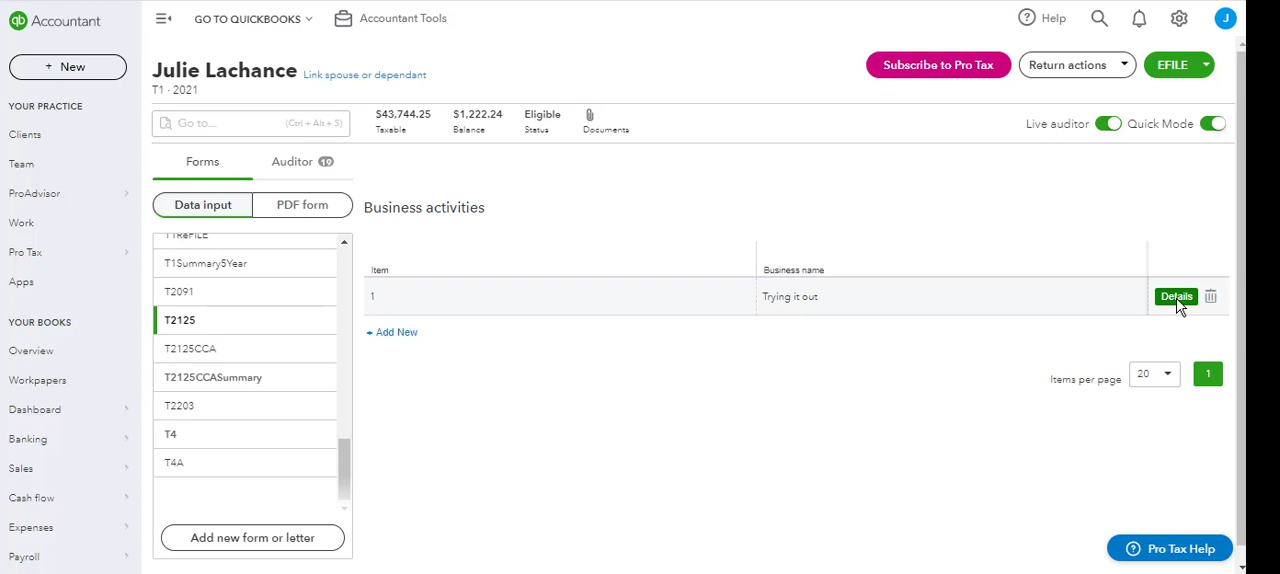 qb Accountant
GO TO QUICKBOOKS
Accountant Tools
Help
J
+ New
YOUR PRACTICE
Clients
Team
ProAdvisor
Work
Pro Tax
Apps
YOUR BOOKS
Overview
Workpapers
Dashboard
Banking
Sales
Cash flow
Expenses
Payroll
Julie Lachance Link spouse or dependant
T1 · 2021
Subscribe to Pro Tax
Return actions
EFILE
Go to... (Ctrl + Alt + S)
$43,744.25 $1,222.24 Eligible
Taxable Balance Status Documents
Live auditor Quick Mode
Forms Auditor 19
Data input PDF form
T1ReFILE
T1Summary5Year
T2091
T2125
T2125CCA
T2125CCASummary
T2203
T4
T4A
Add new form or letter
Business activities
Item Business name
1 Trying it out Details
+ Add New
Items per page 20 1
Pro Tax Help